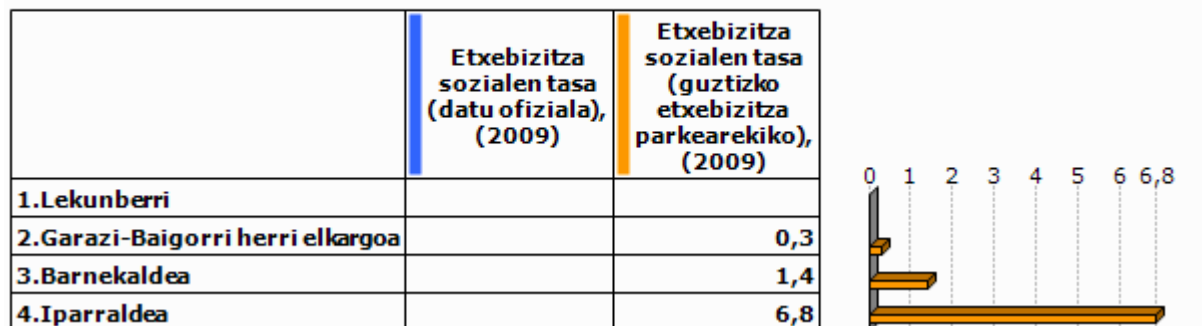 Etxebizitza
sozialen tasa
(datu ofiziala),
(2009)
Etxebizitza
sozialen tasa
(guztizko
etxebizitza
parkearekiko),
(2009)
0 1 2 3 4 5 6 6,8
1.Lekunberri
2.Garazi-Baigorri herri elkargoa 0,3
3.Barnekaldea 1,4
4.Iparraldea 6,8